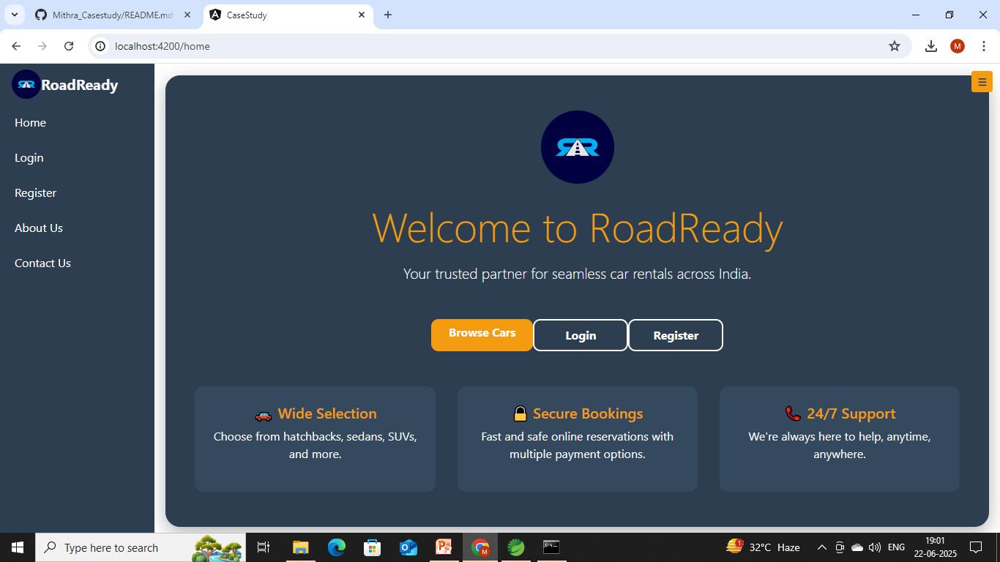 Mithra_Casestudy/README.md
CaseStudy
localhost:4200/home
M
RoadReady
Home
Login
Register
About Us
Contact Us
RR
Welcome to RoadReady
Your trusted partner for seamless car rentals across India.
Browse Cars
Login
Register
Wide Selection
Choose from hatchbacks, sedans, SUVs,
and more.
Secure Bookings
Fast and safe online reservations with
multiple payment options.
24/7 Support
We're always here to help, anytime,
anywhere.
Type here to search
1
32°C Haze
ENG
19:01
22-06-2025